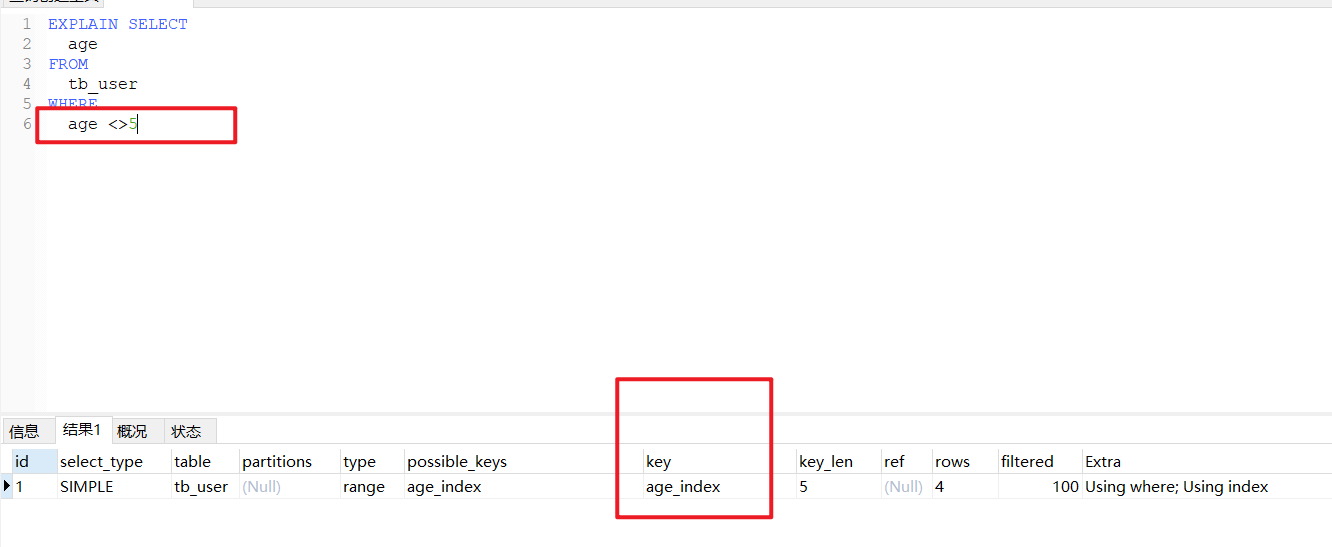 1 EXPLAIN SELECT
2 age
3 FROM
4 tb_user
5 WHERE
6 age <>5
信息 结果1 概况 状态
id select_type table partitions type possible_keys key key_len ref rows filtered Extra
1 SIMPLE tb_user (Null) range age_index age_index 5 (Null) 4 100 Using where; Using index